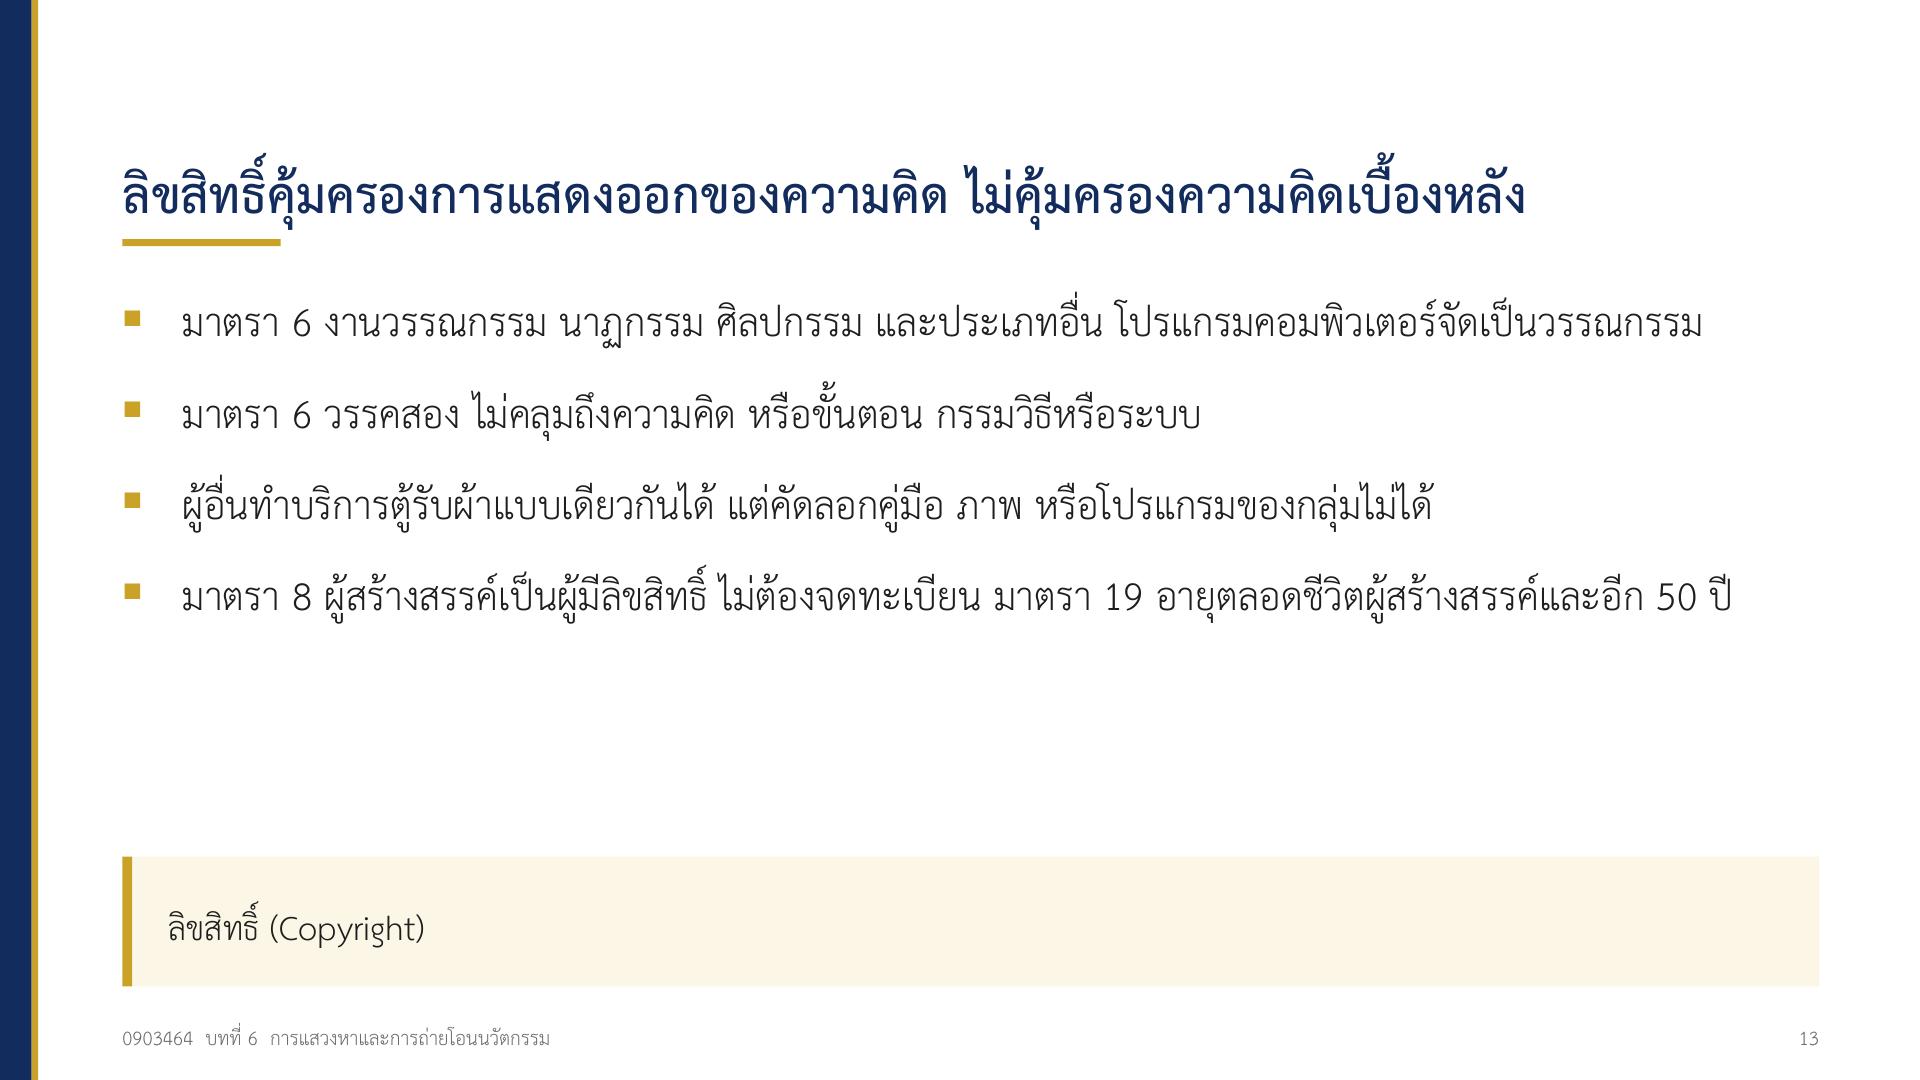 ลิขสิทธิ์คุ้มครองการแสดงออกของความคิด ไม่คุ้มครองความคิดเบื้องหลัง
มาตรา 6 งานวรรณกรรม นาฏกรรม ศิลปกรรม และประเภทอื่น โปรแกรมคอมพิวเตอร์จัดเป็นวรรณกรรม
มาตรา 6 วรรคสอง ไม่คลุมถึงความคิด หรือขั้นตอน กรรมวิธีหรือระบบ
ผู้อื่นทำบริการตู้รับผ้าแบบเดียวกันได้ แต่คัดลอกคู่มือ ภาพ หรือโปรแกรมของกลุ่มไม่ได้
มาตรา 8 ผู้สร้างสรรค์เป็นผู้มีลิขสิทธิ์ ไม่ต้องจดทะเบียน มาตรา 19 อายุตลอดชีวิตผู้สร้างสรรค์และอีก 50 ปี
ลิขสิทธิ์ (Copyright)
0903464 บทที่ 6 การแสวงหาและการถ่ายโอนนวัตกรรม
13